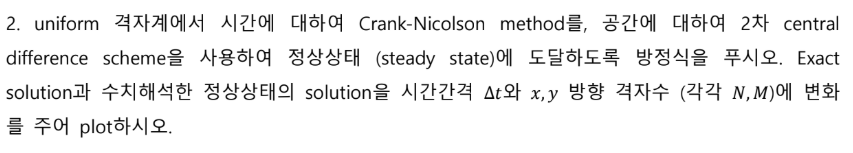 2. uniform 격자계에서 시간에 대하여 Crank-Nicolson method를, 공간에 대하여 2차 central
difference scheme을 사용하여 정상상태 (steady state)에 도달하도록 방정식을 푸시오. Exact
solution과 수치해석한 정상상태의 solution을 시간간격 Δt와 x, y 방향 격자수 (각각 N, M)에 변화
를 주어 plot하시오.